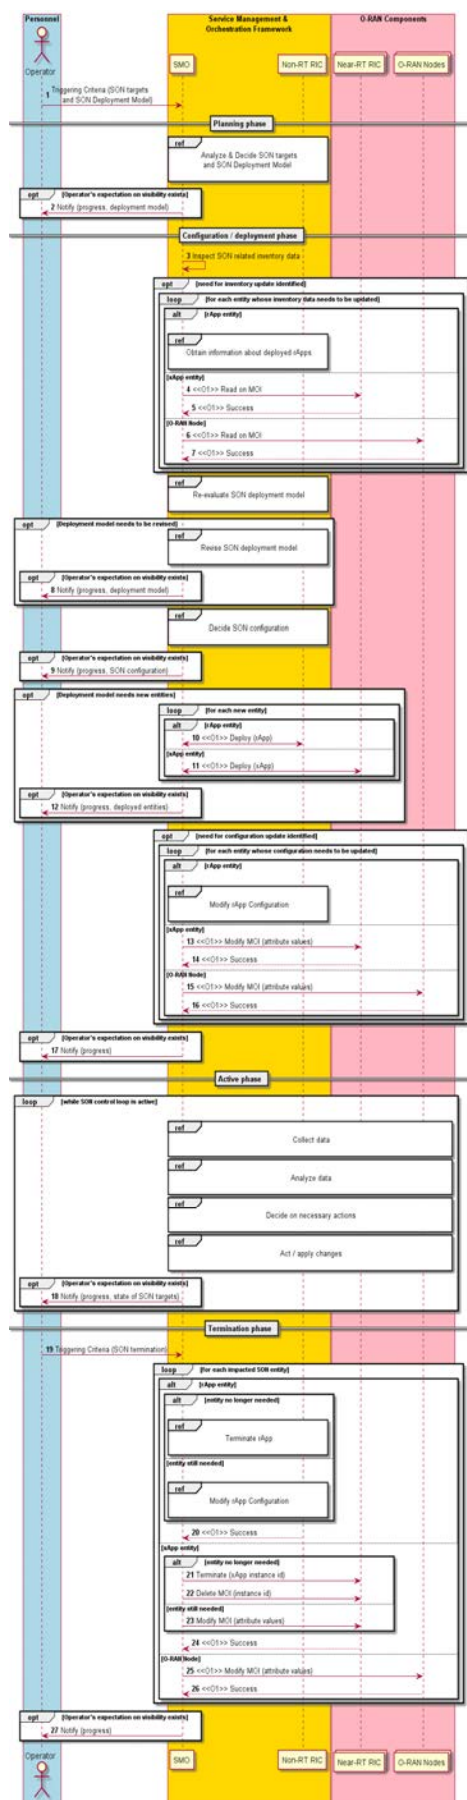 Personnel
Service Management &
Orchestration Framework
O-RAN Components
Operator
SMO
Non-RT RIC
Near-RT RIC
O-RAN Nodes
1 Triggering Criteria (SON targets
and SON Deployment Model)
Planning phase
ref
Analyze & Decide SON targets
and SON Deployment Model
opt [Operator's expectation on visibility exists]
2 Notify (progress, deployment model)
Configuration / deployment phase
3 Inspect SON related inventory data
opt [need for inventory update identified]
loop [for each entity whose inventory data needs to be updated]
alt [rApp entity]
ref
Obtain information about deployed rApps
[xApp entity]
4 <<O1>> Read on MOI
5 <<O1>> Success
[O-RAN Node]
6 <<O1>> Read on MOI
7 <<O1>> Success
ref
Re-evaluate SON deployment model
opt [Deployment model needs to be revised]
ref
Revise SON deployment model
opt [Operator's expectation on visibility exists]
8 Notify (progress, deployment model)
ref
Decide SON configuration
opt [Operator's expectation on visibility exists]
9 Notify (progress, SON configuration)
opt [Deployment model needs new entities]
loop [for each new entity]
alt [rApp entity]
10 <<O1>> Deploy (rApp)
[xApp entity]
11 <<O1>> Deploy (xApp)
opt [Operator's expectation on visibility exists]
12 Notify (progress, deployed entities)
opt [need for configuration update identified]
loop [for each entity whose configuration needs to be updated]
alt [rApp entity]
ref
Modify rApp Configuration
[xApp entity]
13 <<O1>> Modify MOI (attribute values)
14 <<O1>> Success
[O-RAN Node]
15 <<O1>> Modify MOI (attribute values)
16 <<O1>> Success
opt [Operator's expectation on visibility exists]
17 Notify (progress)
Active phase
loop [while SON control loop is active]
ref
Collect data
ref
Analyze data
ref
Decide on necessary actions
ref
Act / apply changes
opt [Operator's expectation on visibility exists]
18 Notify (progress, state of SON targets)
Termination phase
19 Triggering Criteria (SON termination)
loop [for each impacted SON entity]
alt [rApp entity]
alt [entity no longer needed]
ref
Terminate rApp
[entity still needed]
ref
Modify rApp Configuration
20 <<O1>> Success
[xApp entity]
alt [entity no longer needed]
21 Terminate (xApp instance id)
22 Delete MOI (instance id)
[entity still needed]
23 Modify MOI (attribute values)
24 <<O1>> Success
[O-RAN Node]
25 <<O1>> Modify MOI (attribute values)
26 <<O1>> Success
opt [Operator's expectation on visibility exists]
27 Notify (progress)
Operator
SMO
Non-RT RIC
Near-RT RIC
O-RAN Nodes